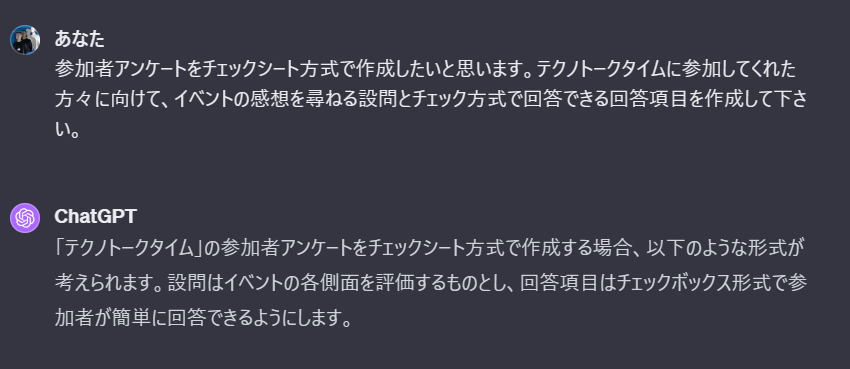 あなた
参加者アンケートをチェックシート方式で作成したいと思います。テクノトークタイムに参加してくれた
方々に向けて、イベントの感想を尋ねる設問とチェック方式で回答できる回答項目を作成して下さ
い。
ChatGPT
「テクノトークタイム」の参加者アンケートをチェックシート方式で作成する場合、以下のような形式が
考えられます。設問はイベントの各側面を評価するものとし、回答項目はチェックボックス形式で参
加者が簡単に回答できるようにします。